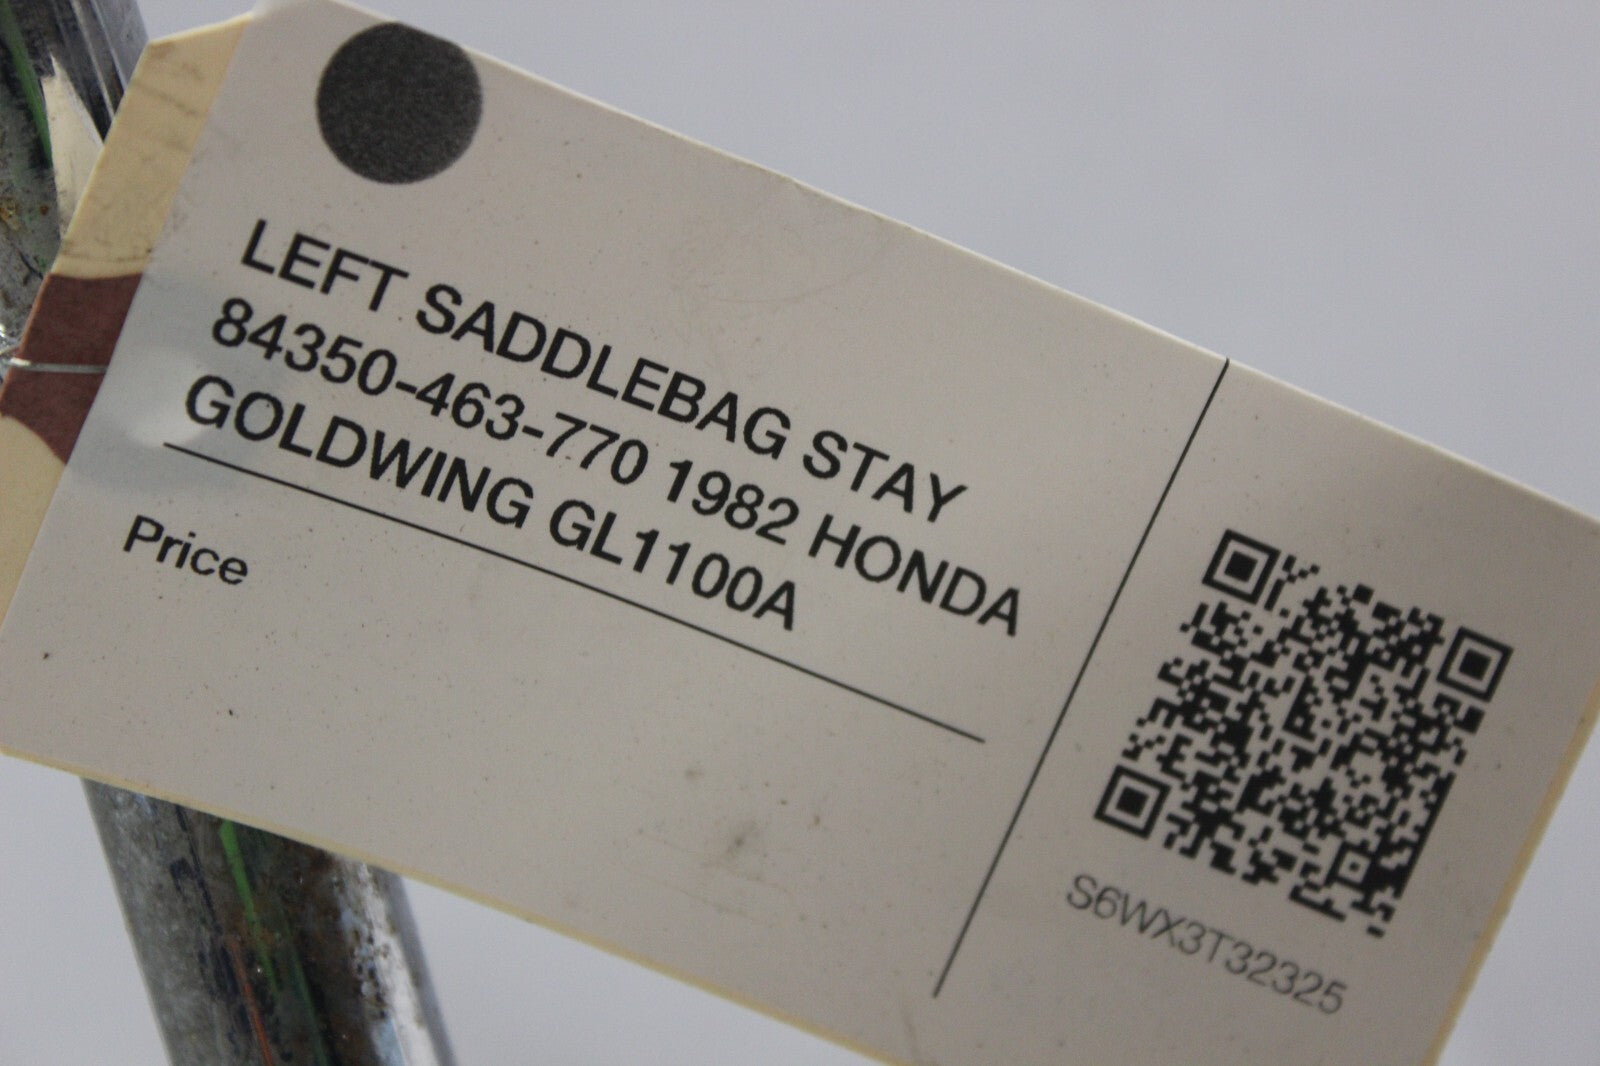 LEFT SADDLEBAG STAY
84350-463-770 1982 HONDA
GOLDWING GL1100A
Price
S6WX3T32325